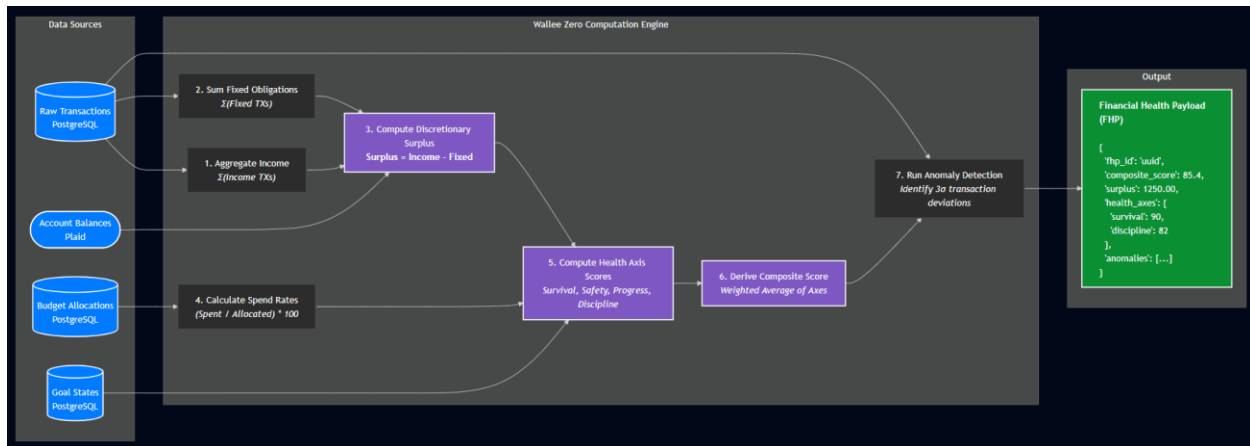 Data Sources
Raw Transactions
PostgreSQL
Account Balances
Plaid
Budget Allocations
PostgreSQL
Goal States
PostgreSQL
Wallee Zero Computation Engine
2. Sum Fixed Obligations
Σ(Fixed TXs)
1. Aggregate Income
Σ(Income TXs)
3. Compute Discretionary
Surplus
Surplus = Income - Fixed
4. Calculate Spend Rates
(Spent / Allocated) * 100
5. Compute Health Axis
Scores
Survival, Safety, Progress,
Discipline
6. Derive Composite Score
Weighted Average of Axes
7. Run Anomaly Detection
Identify 3σ transaction
deviations
Output
Financial Health Payload
(FHP)
{
'fhp_id': 'uuid',
'composite_score': 85.4,
'surplus': 1250.00,
'health_axes': {
'survival': 90,
'discipline': 82
},
'anomalies': [...]
}